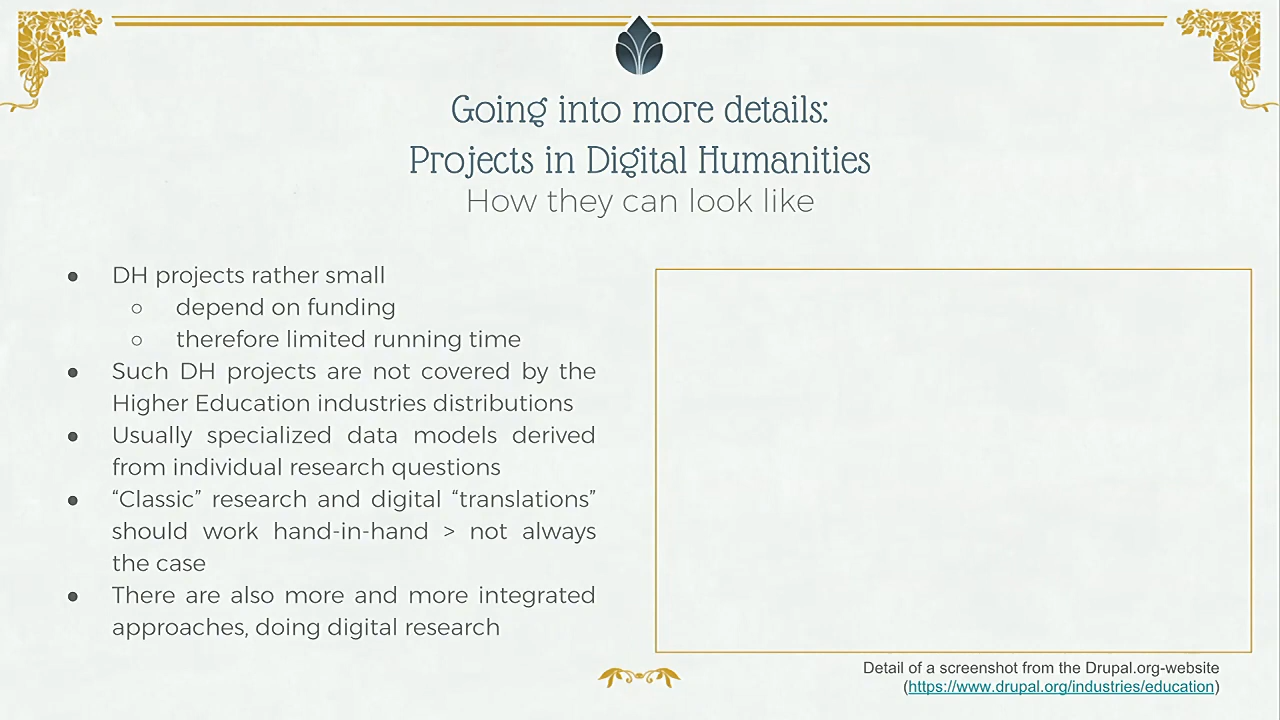 Going into more details:
Projects in Digital Humanities
How they can look like
● DH projects rather small
○ depend on funding
○ therefore limited running time
● Such DH projects are not covered by the
Higher Education industries distributions
● Usually specialized data models derived
from individual research questions
● “Classic” research and digital “translations”
should work hand-in-hand > not always
the case
● There are also more and more integrated
approaches, doing digital research
Detail of a screenshot from the Drupal.org-website
(https://www.drupal.org/industries/education)